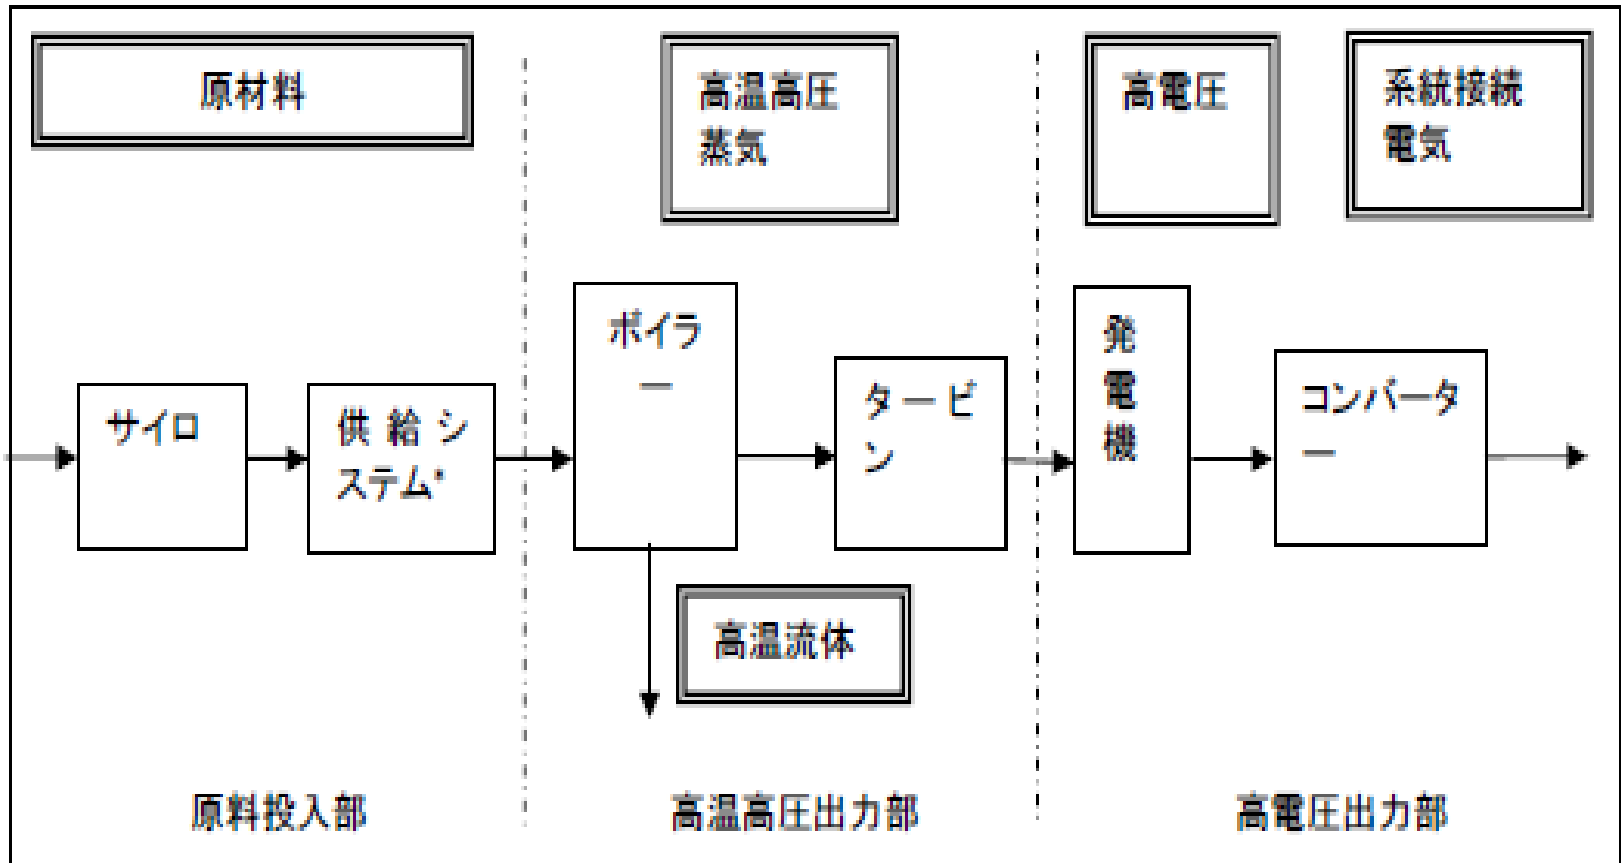 原材料
高温高圧
蒸気
高電圧
系統接続
電気
サイロ
供給シ
ステム*
ボイラ
ー
タービ
ン
発
電
機
コンバータ
ー
高温流体
原料投入部
高温高圧出力部
高電圧出力部